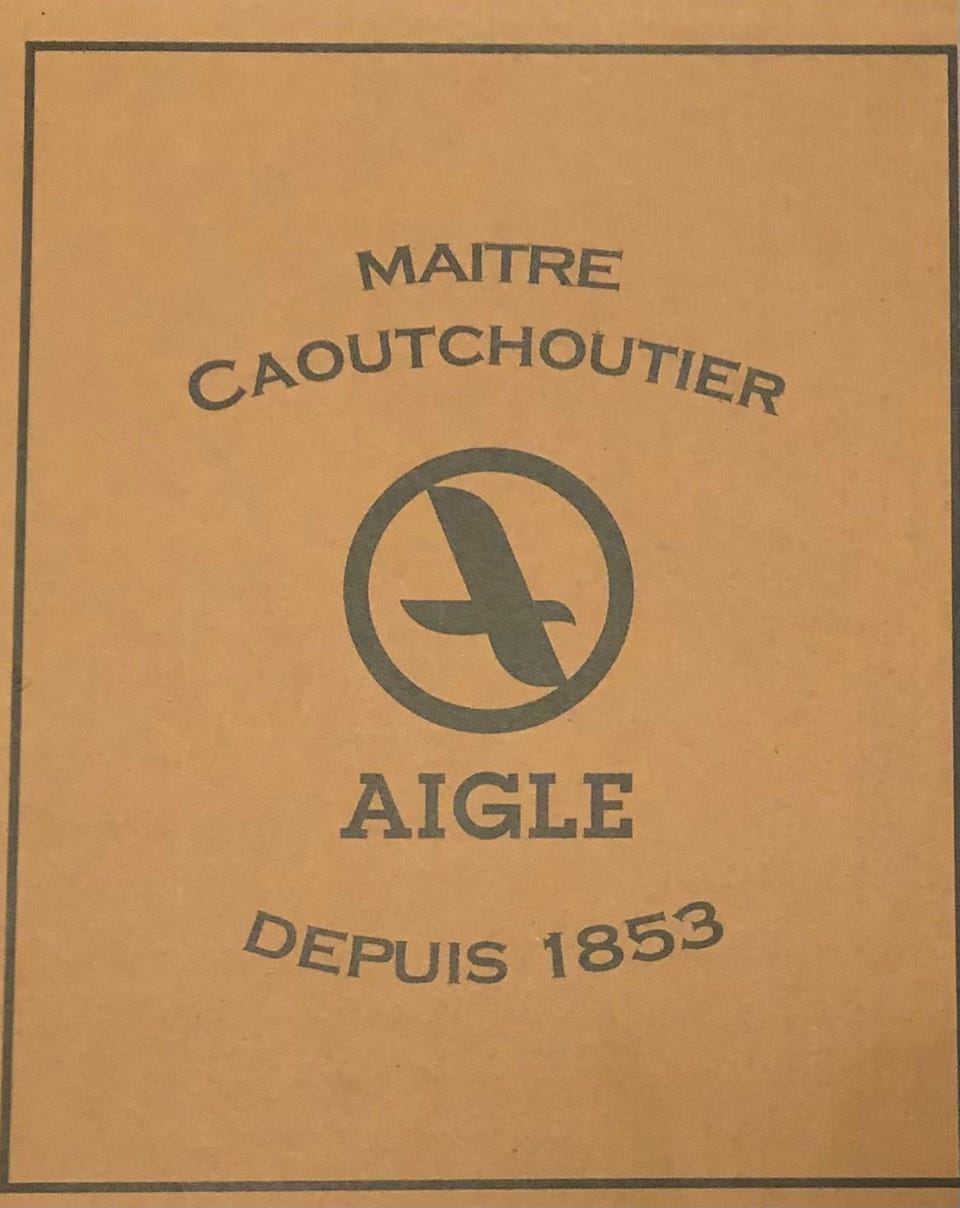 MAITRE
CAOUTCHOUTIER
AIGLE
DEPUIS 1853